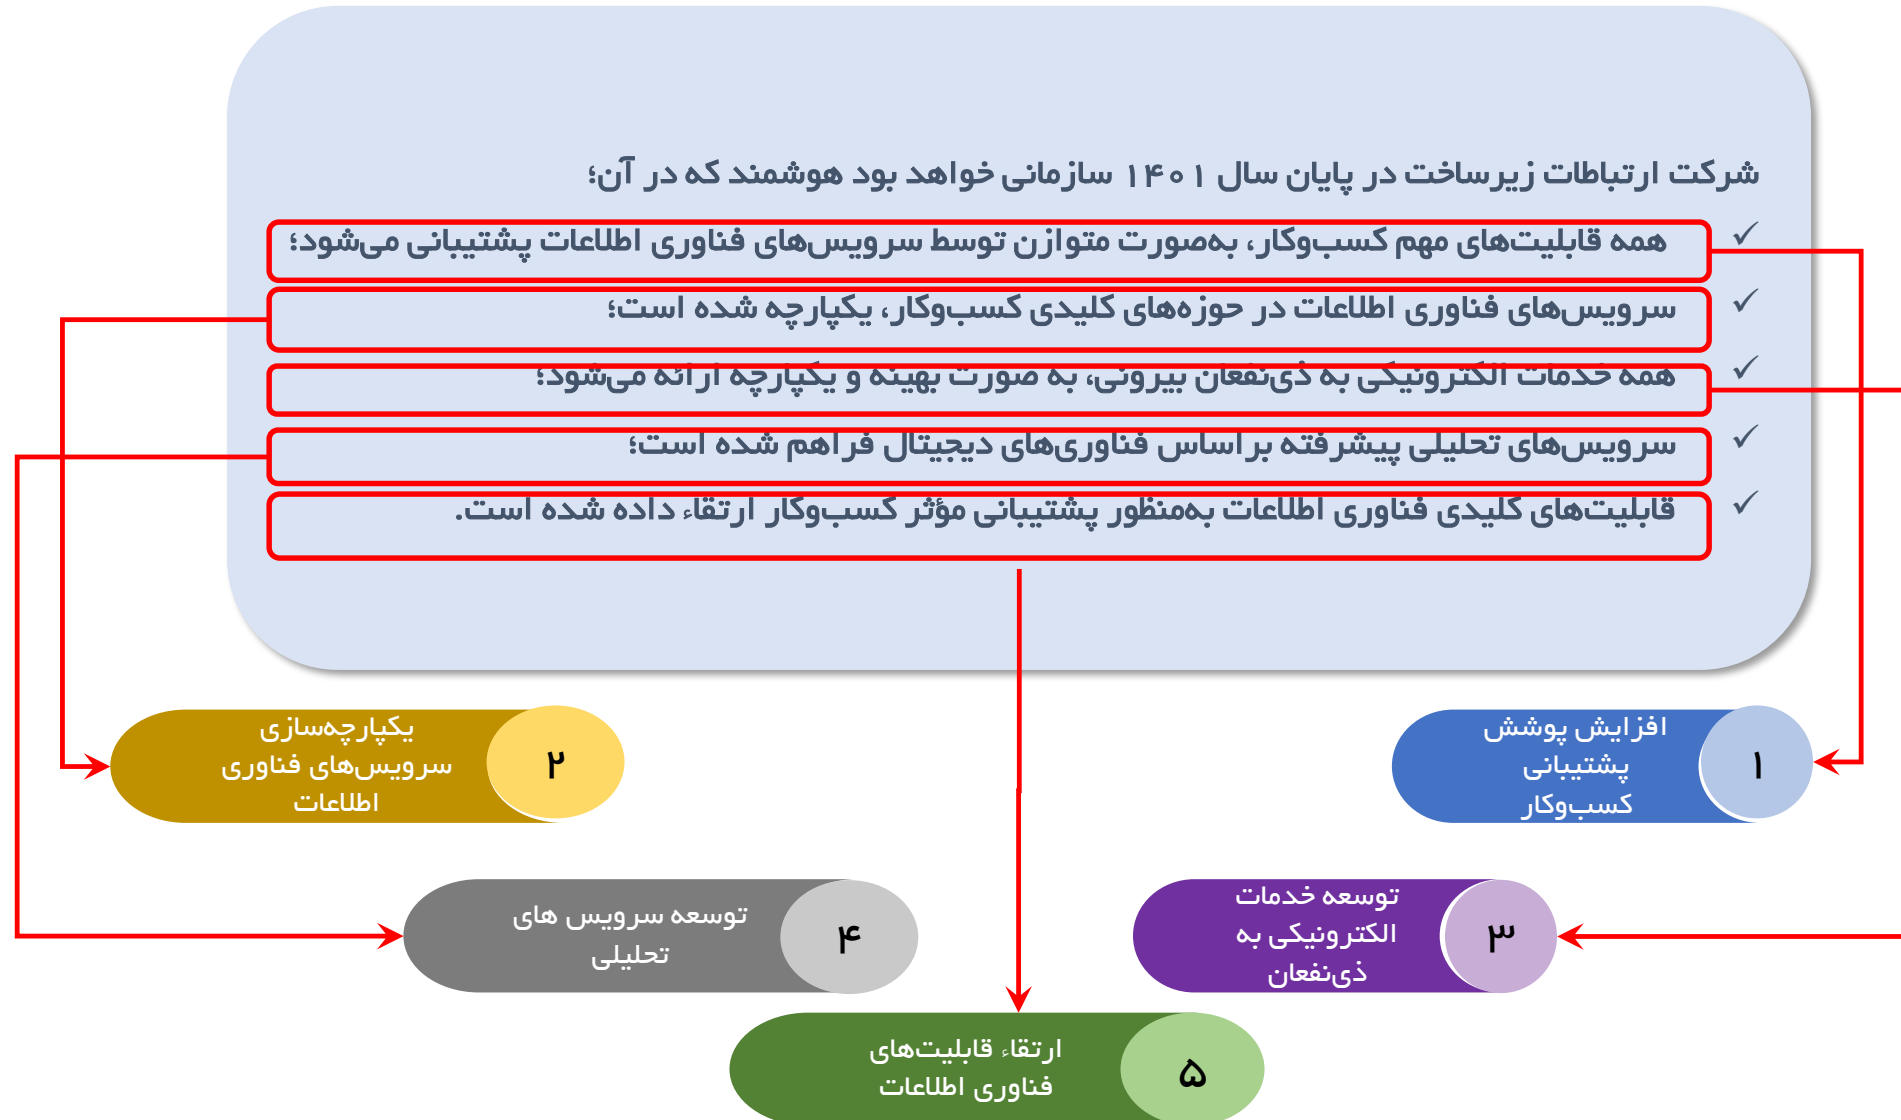 شرکت ارتباطات زیرساخت در پایان سال ۱۴۰۱ سازمانی خواهد بود هوشمند که در آن؛
✓ همه قابلیت‌های مهم کسب‌وکار، به‌صورت متوازن توسط سرویس‌های فناوری اطلاعات پشتیبانی می‌شود؛
✓ سرویس‌های فناوری اطلاعات در حوزه‌های کلیدی کسب‌وکار، یکپارچه شده است؛
✓ همه خدمات الکترونیکی به ذی‌نفعان بیرونی، به صورت بهینه و یکپارچه ارائه می‌شود؛
✓ سرویس‌های تحلیلی پیشرفته براساس فناوری‌های دیجیتال فراهم شده است؛
✓ قابلیت‌های کلیدی فناوری اطلاعات به‌منظور پشتیبانی مؤثر کسب‌وکار ارتقاء داده شده است.
۱
افزایش پوشش
پشتیبانی
کسب‌وکار
۲
یکپارچه‌سازی
سرویس‌های فناوری
اطلاعات
۳
توسعه خدمات
الکترونیکی به
ذی‌نفعان
۴
توسعه سرویس های
تحلیلی
۵
ارتقاء قابلیت‌های
فناوری اطلاعات